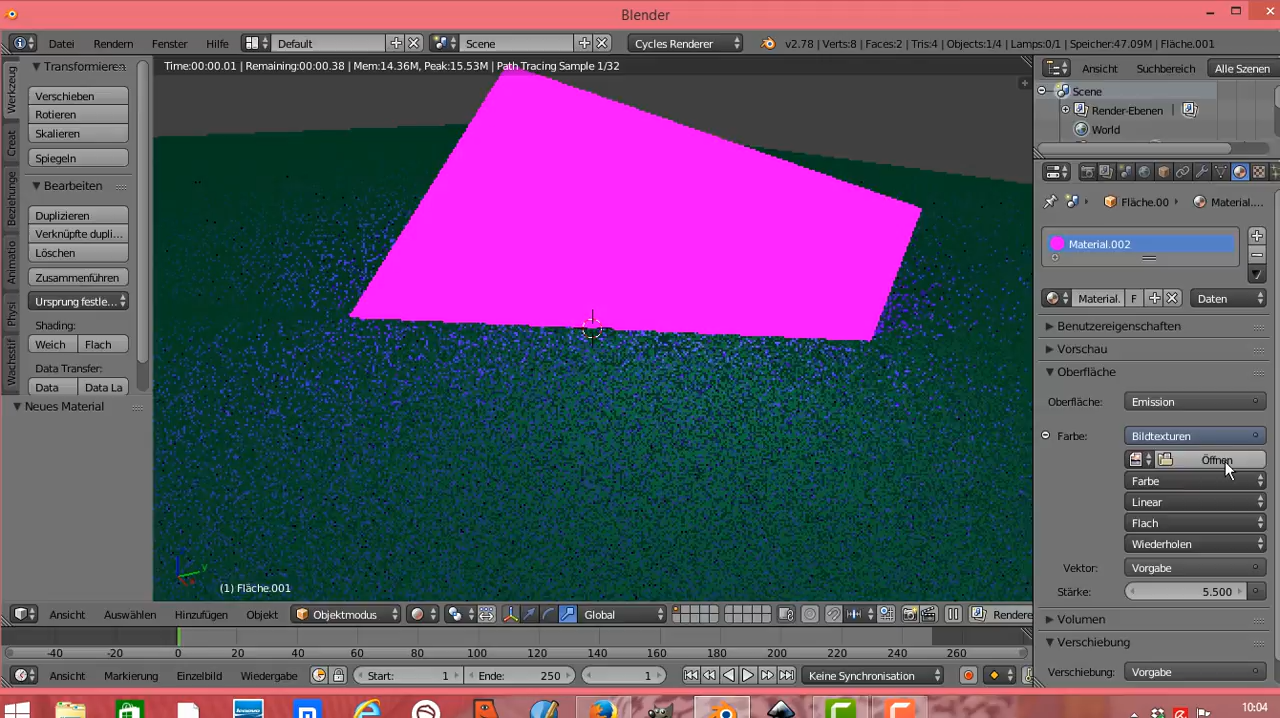 Blender
Datei Rendern Fenster Hilfe Default Scene Cycles Renderer v2.78 | Verts:8 | Faces:2 | Tris:4 | Objects:1/4 | Lamps:0/1 | Speicher:47.09M | Fläche.001
Time:00:00.01 | Remaining:00:00.38 | Mem:14.36M, Peak:15.53M | Path Tracing Sample 1/32
Ansicht Suchbereich Alle Szenen
Scene
Render-Ebenen
World
Werkzeug
Creat
Beziehunge
Animatio
Physi
Wachsstif
Transformieren
Verschieben
Rotieren
Skalieren
Spiegeln
Bearbeiten
Duplizieren
Verknüpfte dupli...
Löschen
Zusammenführen
Ursprung festle...
Shading:
Weich Flach
Data Transfer:
Data Data La
Neues Material
(1) Fläche.001
Fläche.00 Material....
Material.002
Material. F Daten
Benutzereigenschaften
Vorschau
Oberfläche
Oberfläche: Emission
Farbe: Bildtexturen
Öffnen
Farbe
Linear
Flach
Wiederholen
Vektor: Vorgabe
Stärke: 5.500
Volumen
Verschiebung
Verschiebung: Vorgabe
Ansicht Auswählen Hinzufügen Objekt Objektmodus Global Rendere
-40 -20 0 20 40 60 80 100 120 140 160 180 200 220 240 260
Ansicht Markierung Einzelbild Wiedergabe Start: 1 Ende: 250 1 Keine Synchronisation
10:04